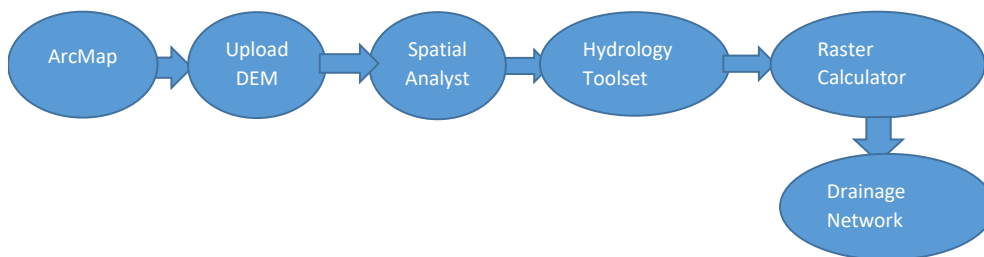 ArcMap
Upload
DEM
Spatial
Analyst
Hydrology
Toolset
Raster
Calculator
Drainage
Network